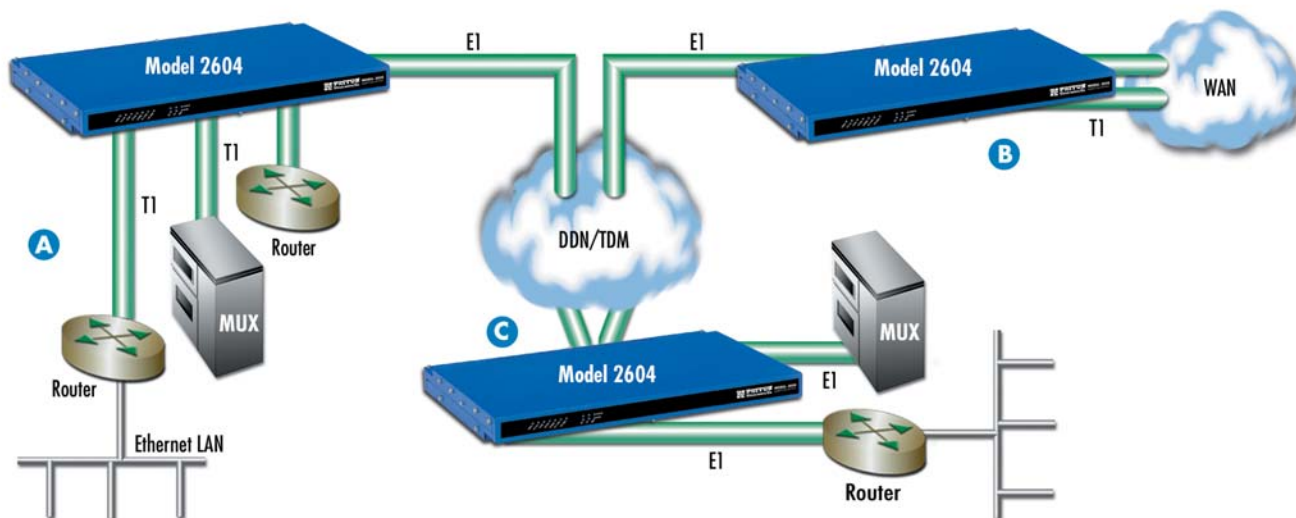 E1
E1
Model 2604
Model 2604
WAN
T1
T1
B
T1
A
Router
DDN/TDM
MUX
C
MUX
Model 2604
E1
Router
Ethernet LAN
E1
Router